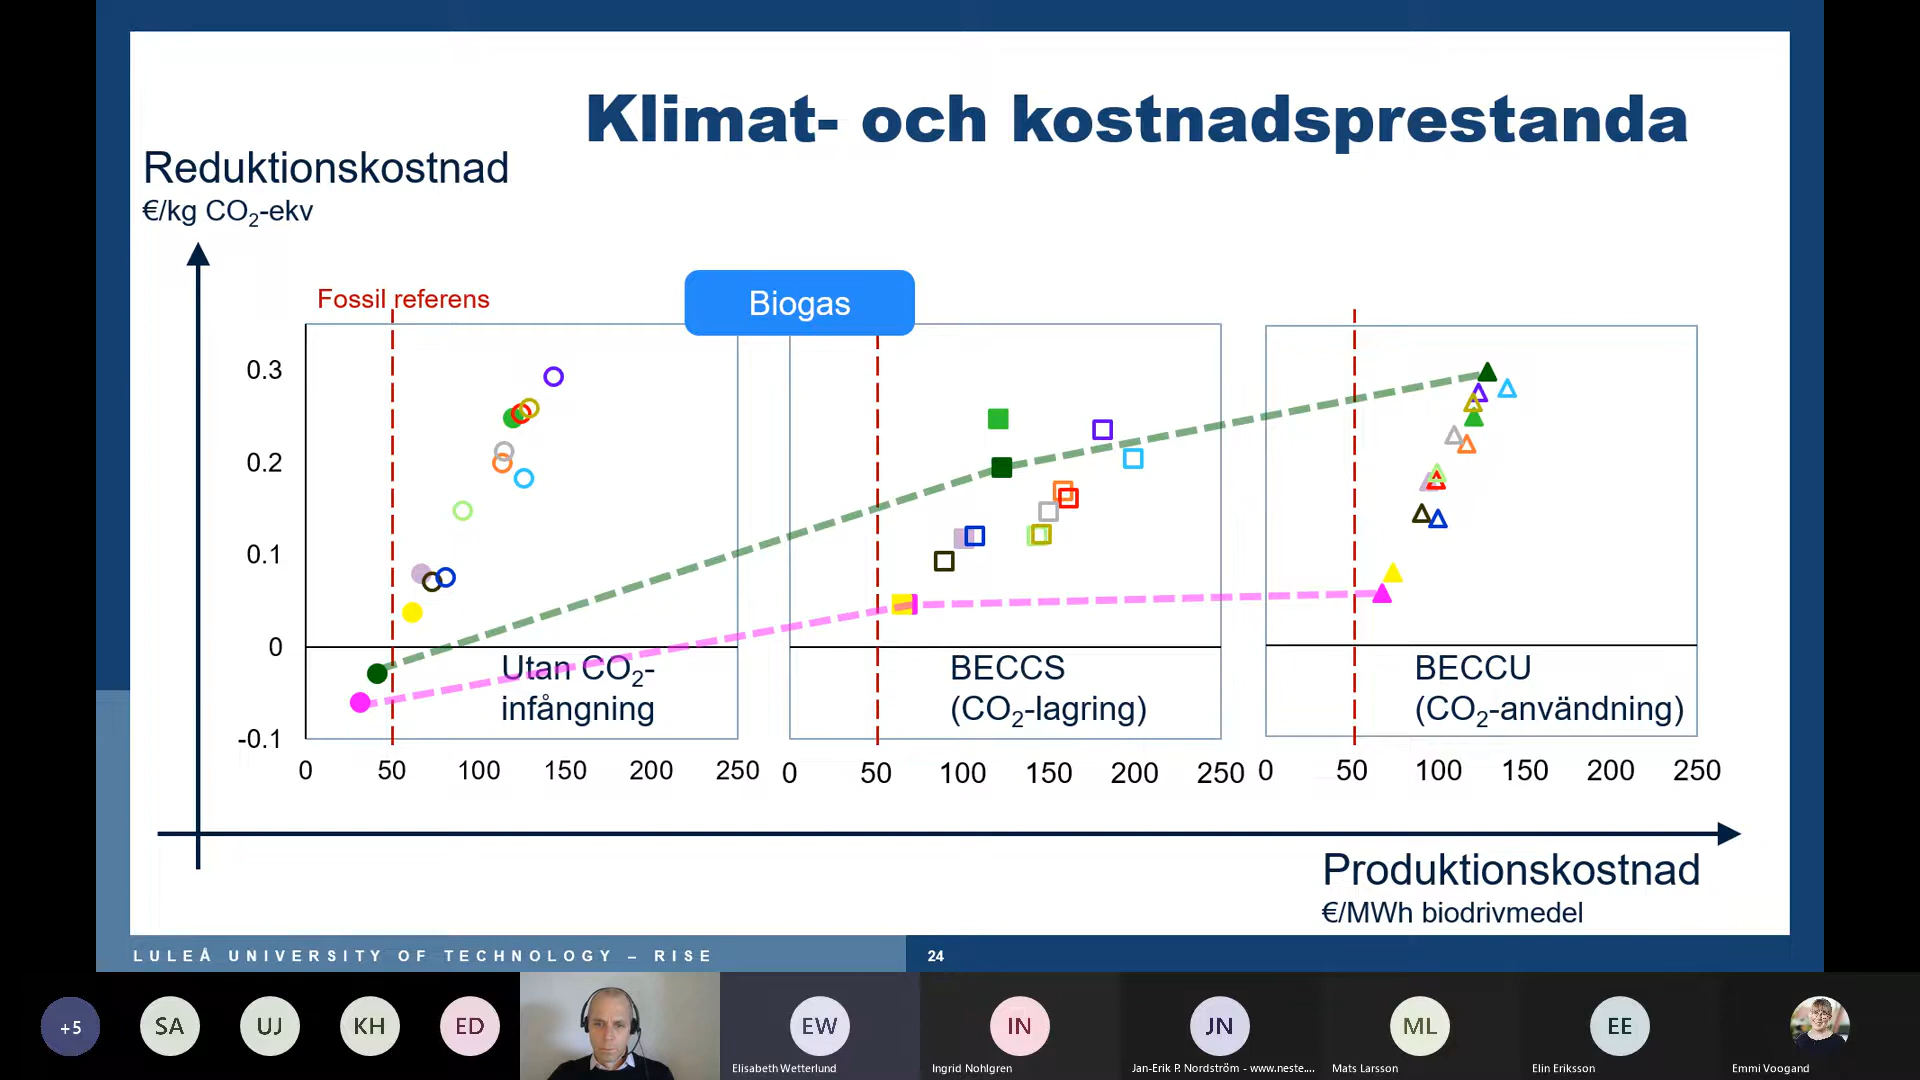 Klimat- och kostnadsprestanda
Reduktionskostnad
€/kg CO₂-ekv
Fossil referens
Biogas
0.3
0.2
0.1
0
-0.1
Utan CO₂-
infångning
BECCS
(CO₂-lagring)
BECCU
(CO₂-användning)
0 50 100 150 200 250 0 50 100 150 200 250 0 50 100 150 200 250
Produktionskostnad
€/MWh biodrivmedel
LULEÅ UNIVERSITY OF TECHNOLOGY – RISE
24
+5 SA UJ KH ED EW IN JN ML EE
Elisabeth Wetterlund Ingrid Nohlgren Jan-Erik P. Nordström - www.neste.... Mats Larsson Elin Eriksson Emmi Voogand